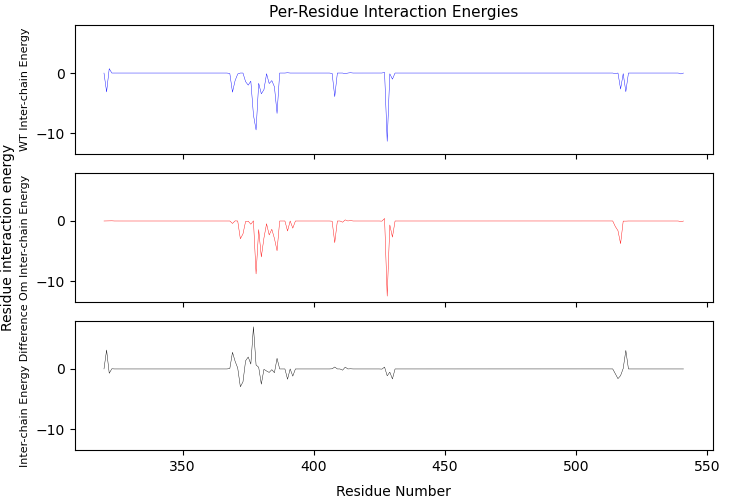 Per-Residue Interaction Energies
Residue interaction energy
WT Inter-chain Energy
0
−10
Om Inter-chain Energy
0
−10
Inter-chain Energy Difference
0
−10
350
400
450
500
550
Residue Number